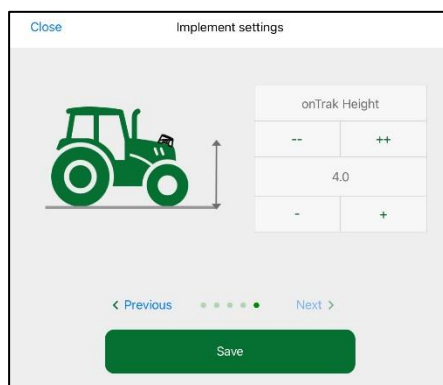 Close Implement settings
onTrak Height
-- ++
4.0
- +
< Previous Next >
Save